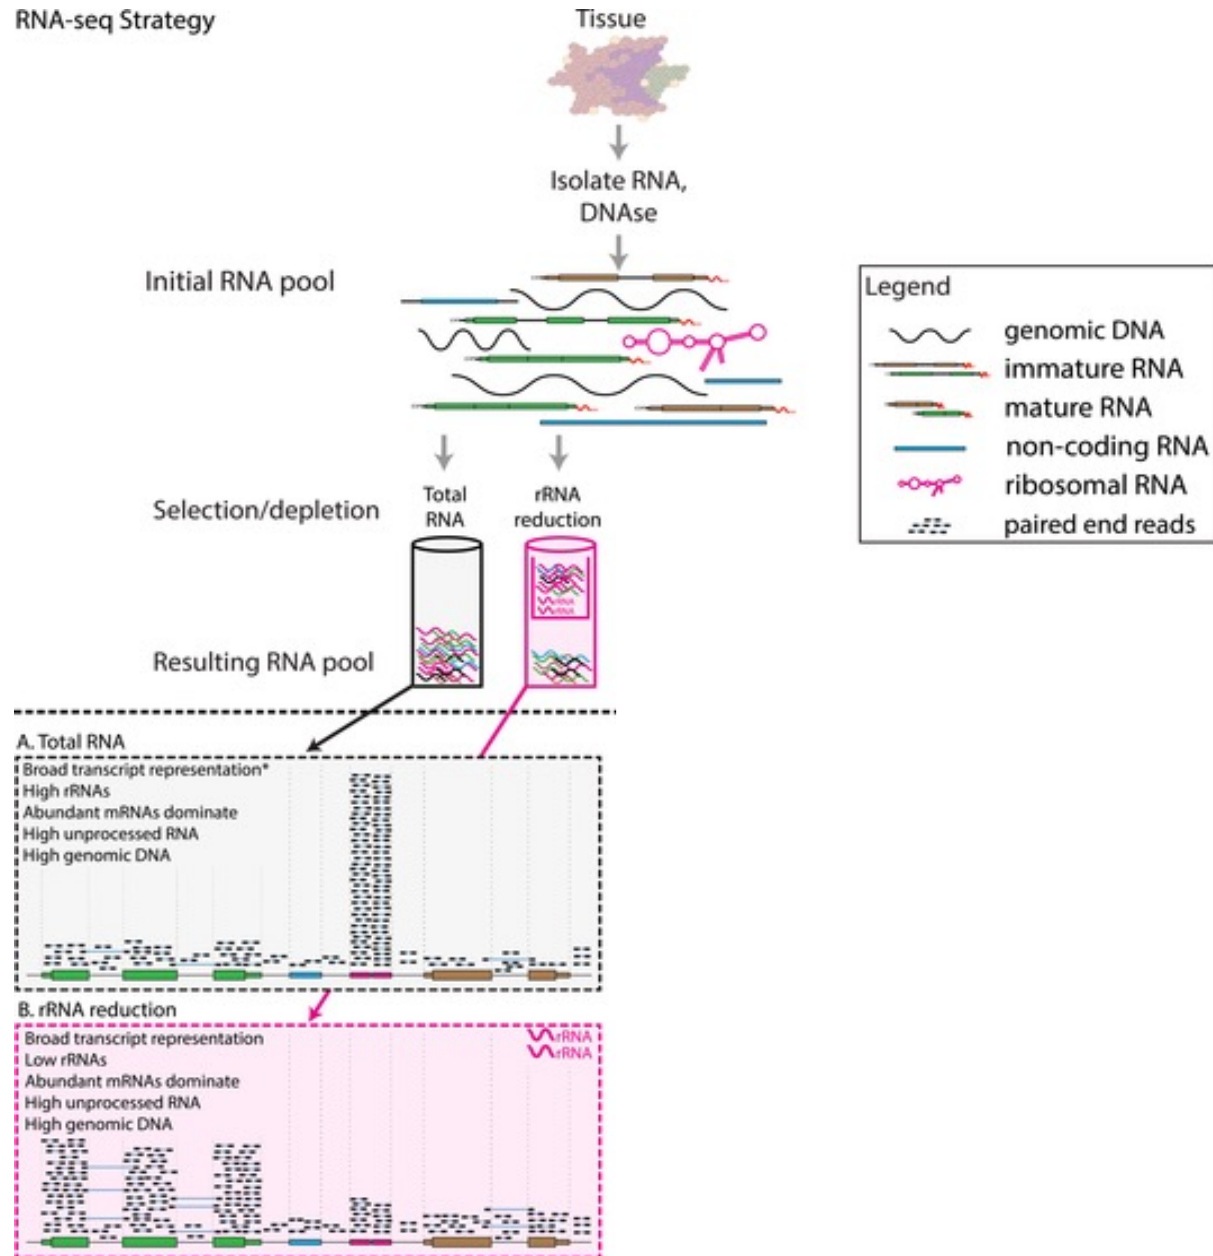 RNA-seq Strategy
Tissue
Isolate RNA,
DNAse
Initial RNA pool
Legend
genomic DNA
immature RNA
mature RNA
non-coding RNA
ribosomal RNA
paired end reads
Selection/depletion
Total
RNA
rRNA
reduction
rRNA
rRNA
Resulting RNA pool
A. Total RNA
Broad transcript representation*
High rRNAs
Abundant mRNAs dominate
High unprocessed RNA
High genomic DNA
B. rRNA reduction
Broad transcript representation
Low rRNAs
Abundant mRNAs dominate
High unprocessed RNA
High genomic DNA
rRNA
rRNA